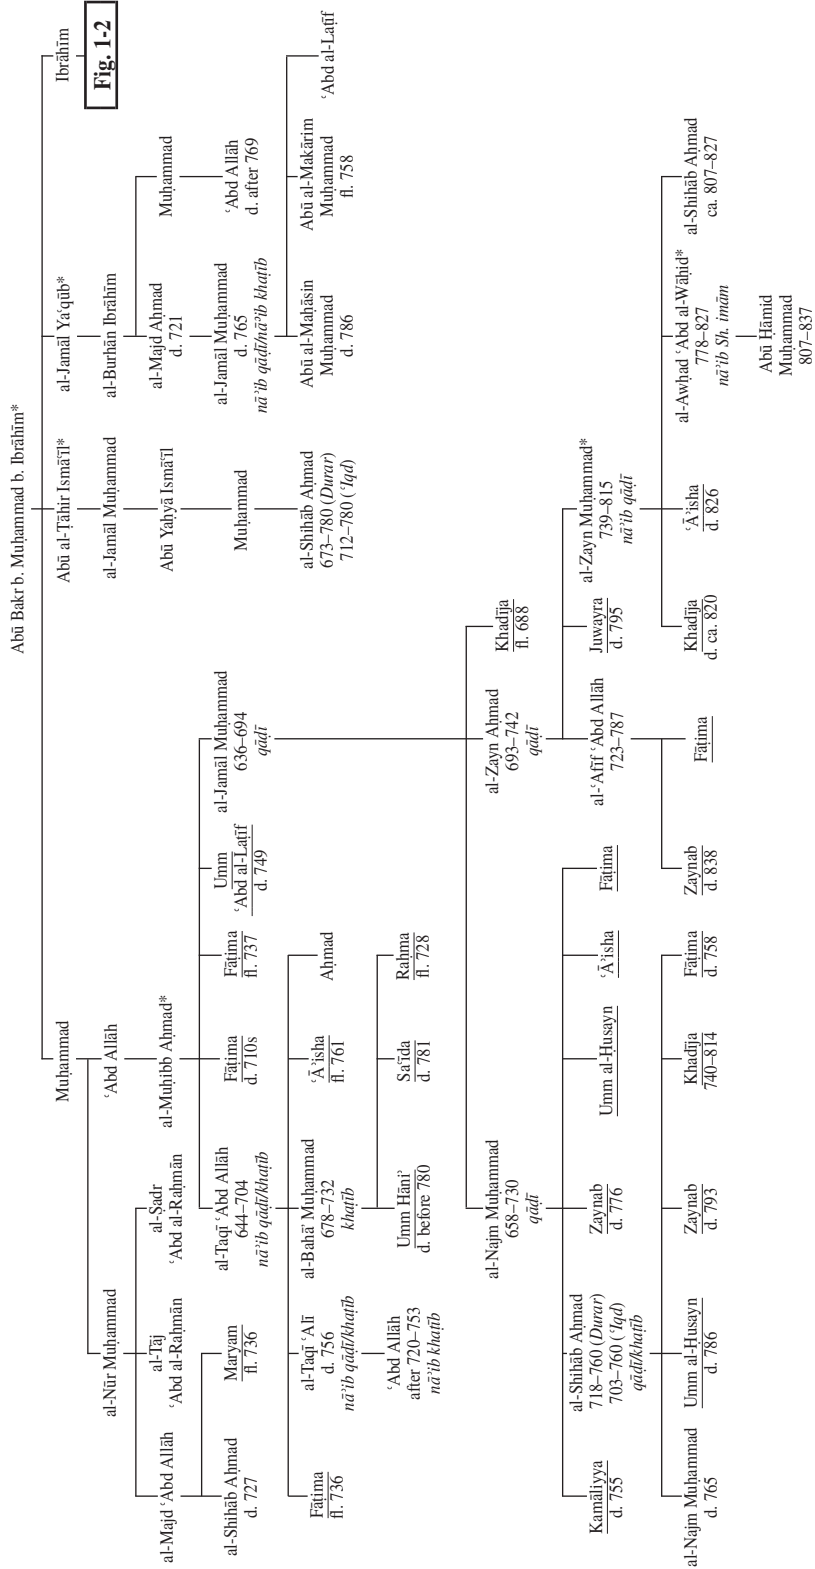 Abū Bakr b. Muḥammad b. Ibrāhīm*
Muḥammad
Abū al-Ṭāhir Ismāʿīl*
al-Jamāl Yaʿqūb*
Ibrāhīm
Fig. 1-2
al-Nūr Muḥammad
ʿAbd Allāh
al-Jamāl Muḥammad
al-Burhān Ibrāhīm
al-Majd ʿAbd Allāh
al-Tāj
ʿAbd al-Raḥmān
al-Ṣadr
ʿAbd al-Raḥmān
al-Muḥibb Aḥmad*
Abū Yaḥyā Ismāʿīl
al-Majd Aḥmad
d. 721
Muḥammad
al-Shihāb Aḥmad
d. 727
Maryam
fl. 736
al-Taqī ʿAbd Allāh
644–704
nāʾib qāḍī/khaṭīb
Fāṭima
d. 710s
Fāṭima
fl. 737
Umm
ʿAbd al-Laṭīf
d. 749
al-Jamāl Muḥammad
636–694
qāḍī
Muḥammad
al-Jamāl Muḥammad
d. 765
nāʾib qāḍī/nāʾib khaṭīb
ʿAbd Allāh
d. after 769
Fāṭima
fl. 736
al-Taqī ʿAlī
d. 756
nāʾib qāḍī/khaṭīb
al-Bahāʾ Muḥammad
678–732
khaṭīb
ʿĀʾisha
fl. 761
Aḥmad
al-Shihāb Aḥmad
673–780 (Durar)
712–780 (ʿIqd)
Abū al-Maḥāsin
Muḥammad
d. 786
Abū al-Makārim
Muḥammad
fl. 758
ʿAbd al-Laṭīf
ʿAbd Allāh
after 720–753
nāʾib khaṭīb
Umm Hāniʾ
d. before 780
Saʿīda
d. 781
Raḥma
fl. 728
al-Najm Muḥammad
658–730
qāḍī
al-Zayn Aḥmad
693–742
qāḍī
Khadīja
fl. 688
Kamāliyya
d. 755
al-Shihāb Aḥmad
718–760 (Durar)
703–760 (ʿIqd)
qāḍī/khaṭīb
Zaynab
d. 776
Umm al-Ḥusayn
ʿĀʾisha
Fāṭima
al-ʿAfīf ʿAbd Allāh
723–787
Juwayra
d. 795
al-Zayn Muḥammad*
739–815
nāʾib qāḍī
al-Najm Muḥammad
d. 765
Umm al-Ḥusayn
d. 786
Zaynab
d. 793
Khadīja
740–814
Fāṭima
d. 758
Zaynab
d. 838
Fāṭima
Khadīja
d. ca. 820
ʿĀʾisha
d. 826
al-Awḥad ʿAbd al-Wāḥid*
778–827
nāʾib Sh. imām
al-Shihāb Aḥmad
ca. 807–827
Abū Ḥāmid
Muḥammad
807–837